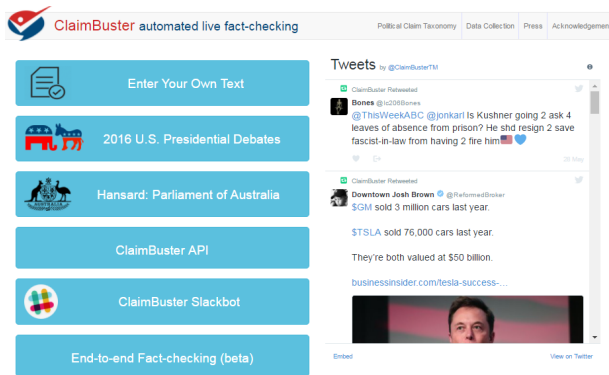 ClaimBuster automated live fact-checking
Political Claim Taxonomy Data Collection Press Acknowledgemen
Enter Your Own Text
2016 U.S. Presidential Debates
AUSTRALIA
Hansard: Parliament of Australia
ClaimBuster API
ClaimBuster Slackbot
End-to-end Fact-checking (beta)
Tweets by @ClaimBusterTM
ClaimBuster Retweeted
Bones @lc206Bones
@ThisWeekABC @jonkarl Is Kushner going 2 ask 4
leaves of absence from prison? He shd resign 2 save
fascist-in-law from having 2 fire him
26 May
ClaimBuster Retweeted
Downtown Josh Brown @ReformedBroker
$GM sold 3 million cars last year.
$TSLA sold 76,000 cars last year.
They're both valued at $50 billion.
businessinsider.com/tesla-success-...
Embed View on Twitter